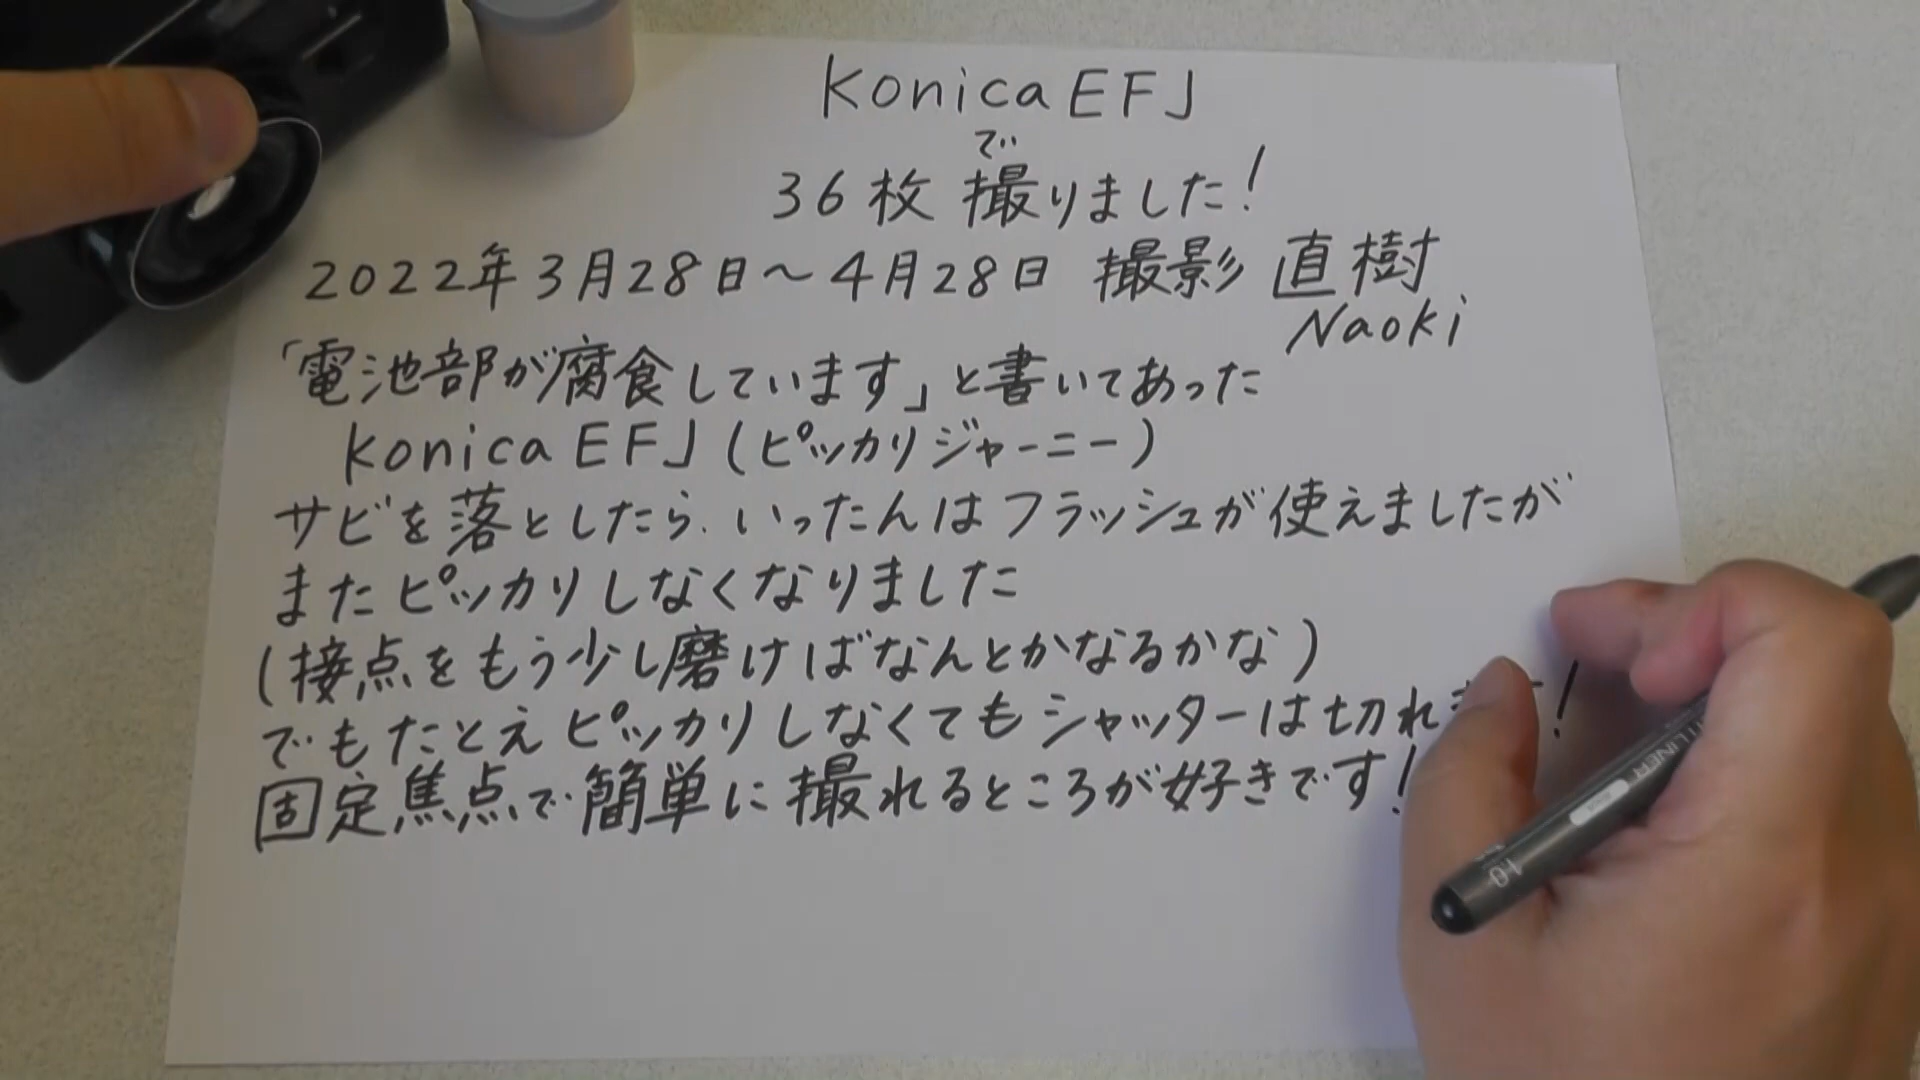 Konica EFJ
で
36枚 撮りました!
2022年3月28日～4月28日 撮影 直樹
Naoki
「電池部が腐食しています」と書いてあった
Konica EFJ (ピッカリジャーニー)
サビを落としたら、いったんはフラッシュが使えましたが
またピッカリしなくなりました
(接点をもう少し磨けばなんとかなるかな)
でもたとえピッカリしなくてもシャッターは切れ
固定焦点で簡単に撮れるところが好きです!
LINER
1.0